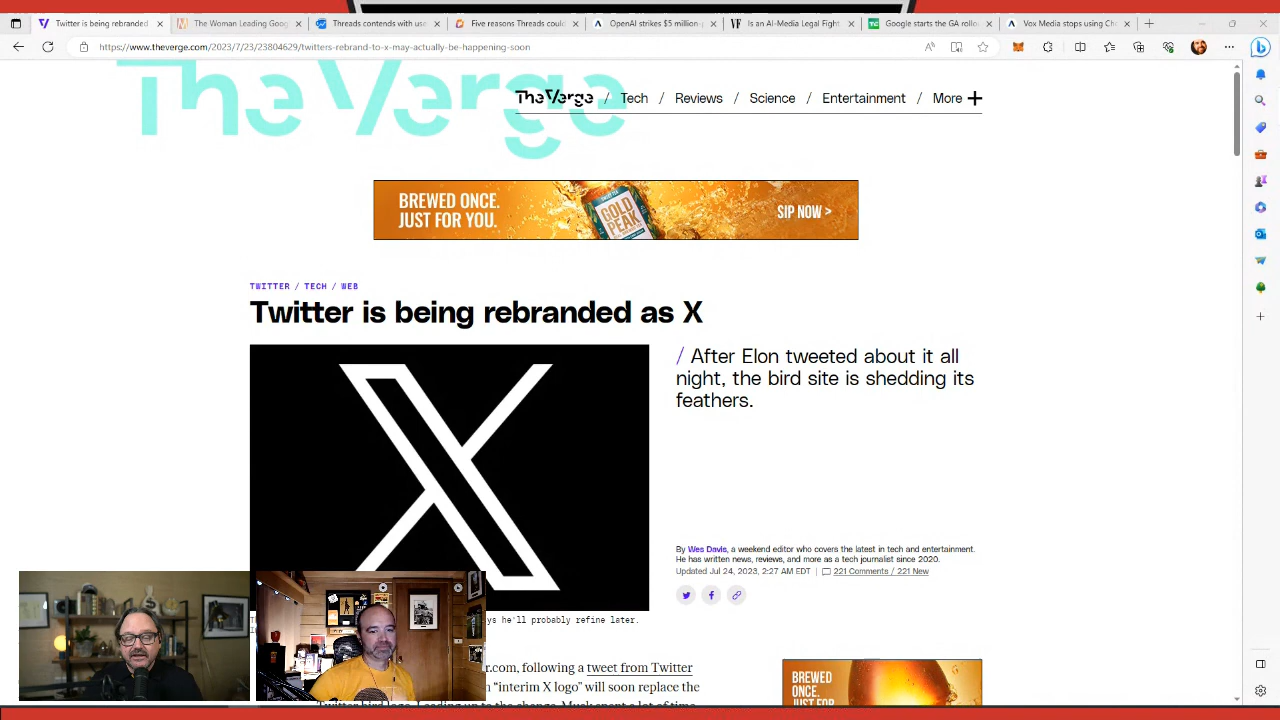 Twitter is being rebranded
The Woman Leading Goog
Threads contends with use
Five reasons Threads could
OpenAI strikes $5 million
Is an AI-Media Legal Fight
Google starts the GA rollo
Vox Media stops using Ch
https://www.theverge.com/2023/7/23/23804629/twitters-rebrand-to-x-may-actually-be-happening-soon
The Verge
TheVerge / Tech / Reviews / Science / Entertainment / More +
BREWED ONCE.
JUST FOR YOU.
GOLD
PEAK
SIP NOW >
TWITTER / TECH / WEB
Twitter is being rebranded as X
/ After Elon tweeted about it all
night, the bird site is shedding its
feathers.
By Wes Davis, a weekend editor who covers the latest in tech and entertainment.
He has written news, reviews, and more as a tech journalist since 2020.
Updated Jul 24, 2023, 2:27 AM EDT | 221 Comments / 221 New
ys he'll probably refine later.
r.com, following a tweet from Twitter
"interim X logo" will soon replace the
BREWED
ONCE.